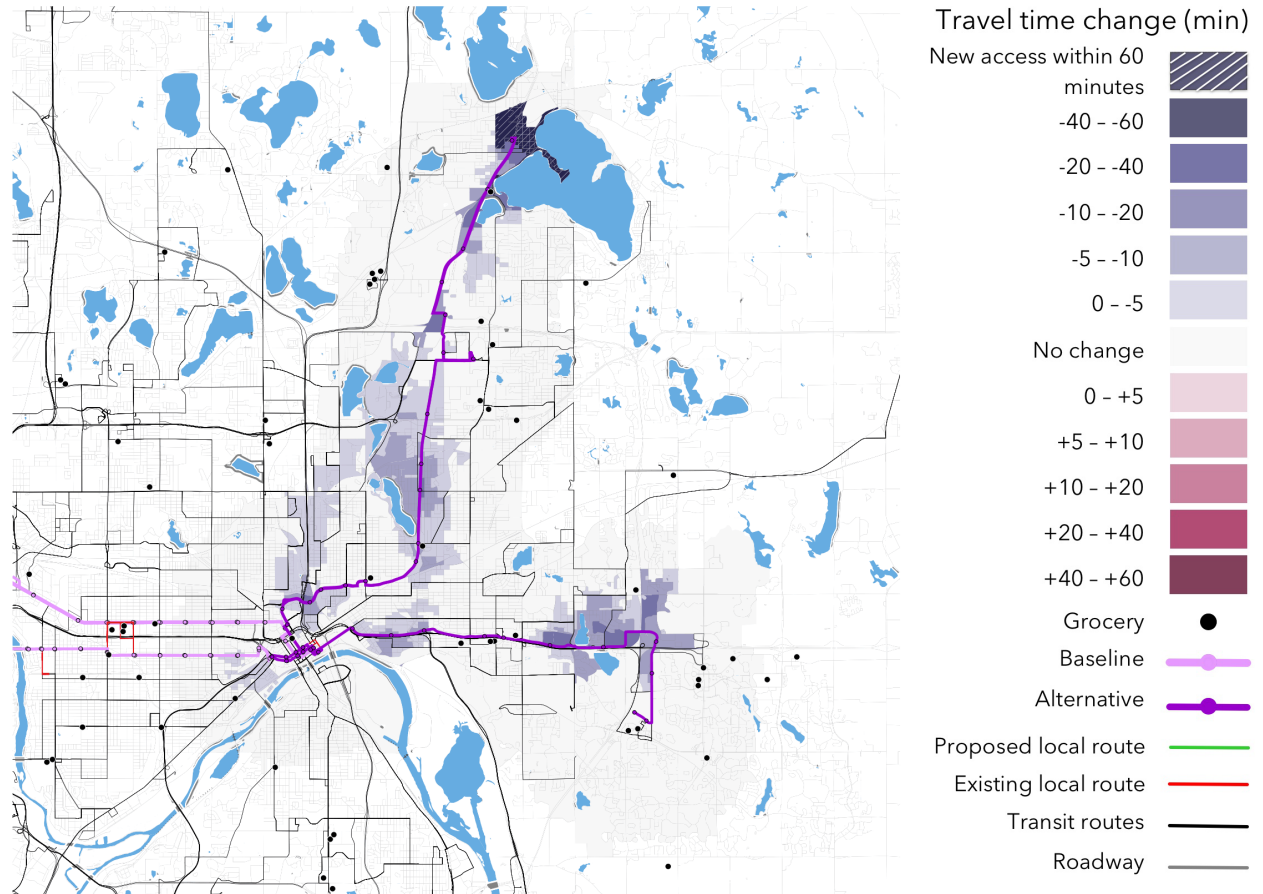 Travel time change (min)
New access within 60
minutes
-40 – -60
-20 – -40
-10 – -20
-5 – -10
0 – -5
No change
0 – +5
+5 – +10
+10 – +20
+20 – +40
+40 – +60
Grocery
Baseline
Alternative
Proposed local route
Existing local route
Transit routes
Roadway